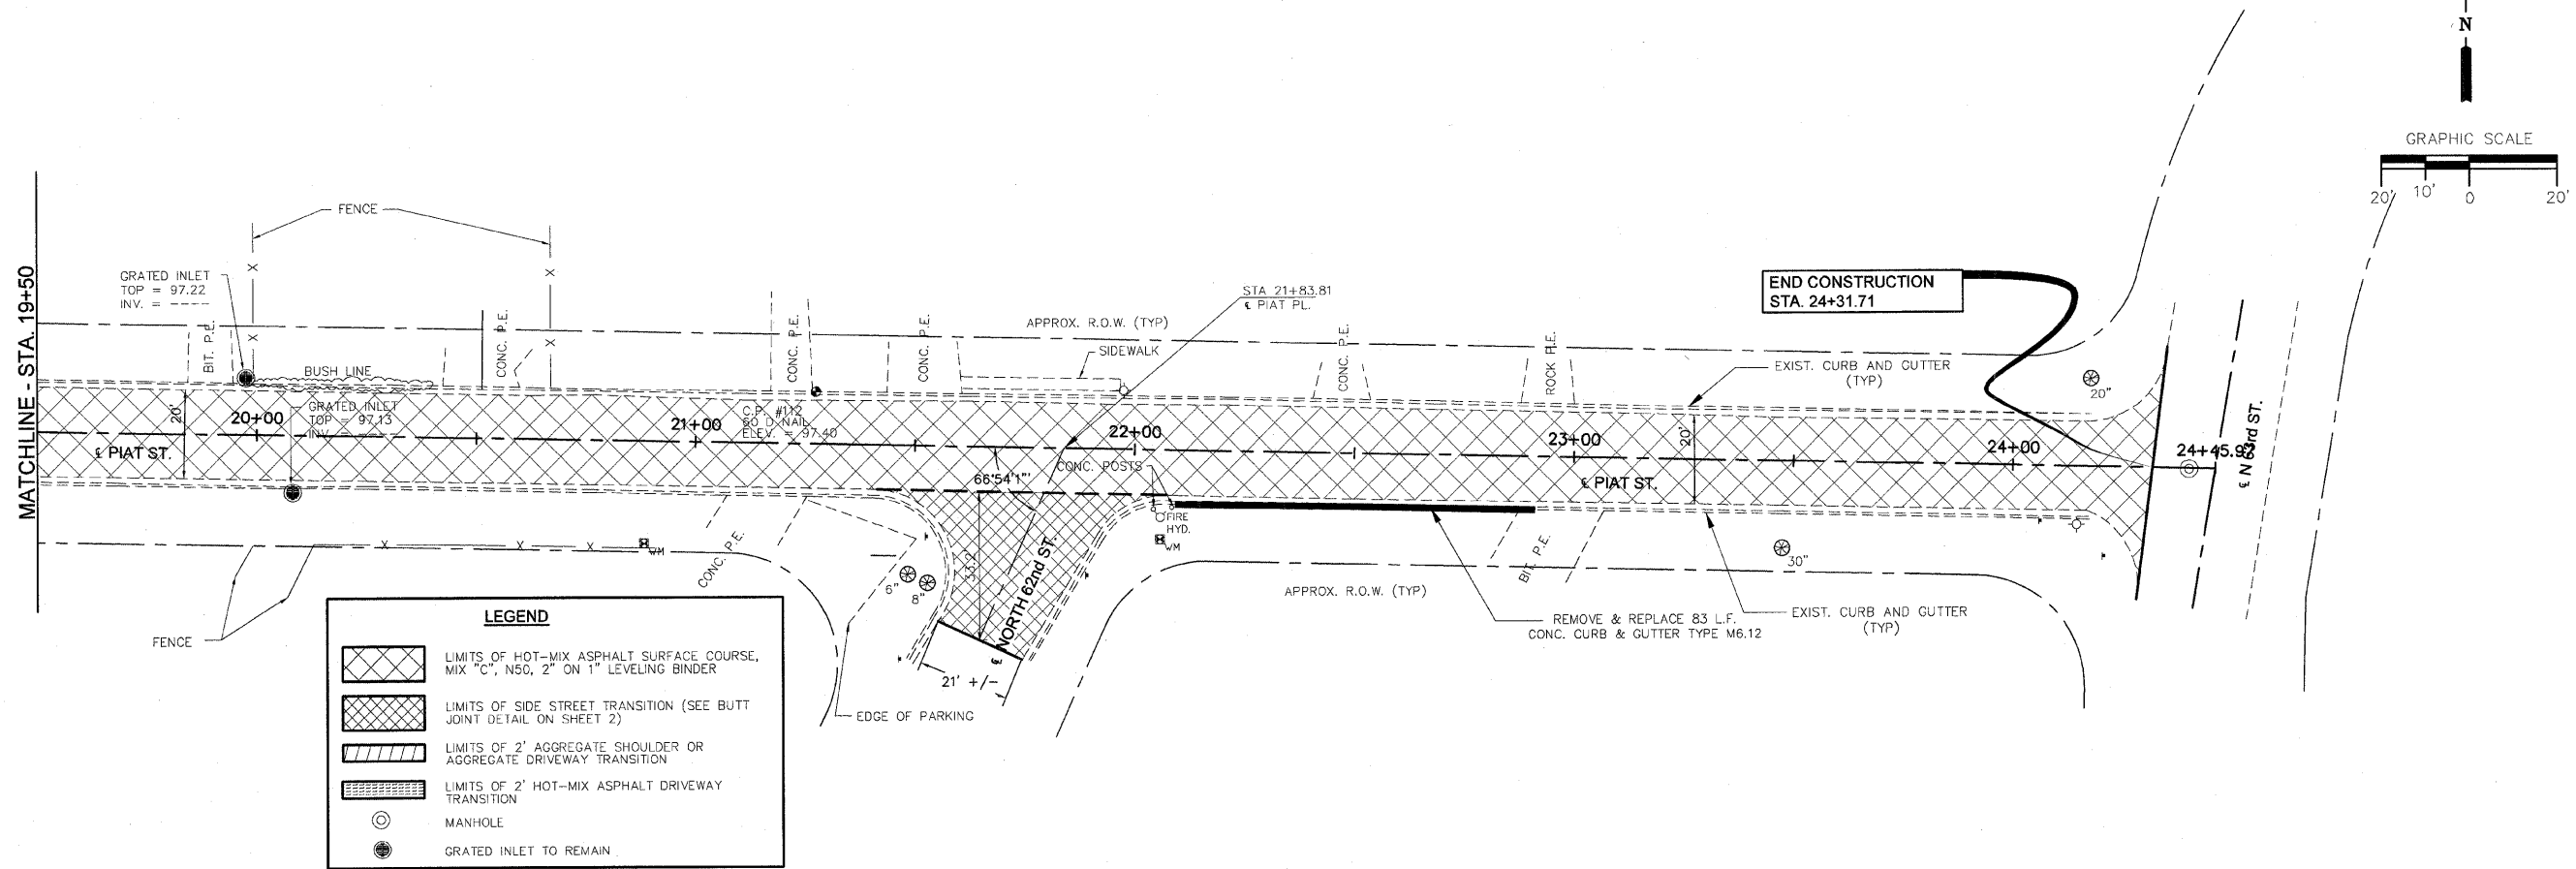 N
GRAPHIC SCALE
20' 10' 0 20'
MATCHLINE - STA. 19+50
FENCE
GRATED INLET
TOP = 97.22
INV. = ----
BIT. P.E.
BUSH LINE
CONC. P.E.
CONC. P.E.
CONC. P.E.
STA 21+83.81
℄ PIAT PL.
APPROX. R.O.W. (TYP)
SIDEWALK
CONC. P.E.
ROCK P.E.
END CONSTRUCTION
STA. 24+31.71
EXIST. CURB AND GUTTER
(TYP)
20"
20'
20+00
GRATED INLET
TOP = 97.13
INV. = ----
℄ PIAT ST.
21+00
C.P. #112
60 D NAIL
ELEV. = 97.40
22+00
CONC. POSTS
66°54'1"
23+00
℄ PIAT ST.
20'
24+00
24+45.93
℄ N 63rd ST.
FIRE
HYD.
WM
WM
CONC. P.E.
6"
8"
33.2
℄ NORTH 62nd ST.
21' +/-
EDGE OF PARKING
BIT. P.E.
30"
APPROX. R.O.W. (TYP)
REMOVE & REPLACE 83 L.F.
CONC. CURB & GUTTER TYPE M6.12
EXIST. CURB AND GUTTER
(TYP)
FENCE
LEGEND
LIMITS OF HOT-MIX ASPHALT SURFACE COURSE,
MIX "C", N50, 2" ON 1" LEVELING BINDER
LIMITS OF SIDE STREET TRANSITION (SEE BUTT
JOINT DETAIL ON SHEET 2)
LIMITS OF 2' AGGREGATE SHOULDER OR
AGGREGATE DRIVEWAY TRANSITION
LIMITS OF 2' HOT-MIX ASPHALT DRIVEWAY
TRANSITION
MANHOLE
GRATED INLET TO REMAIN